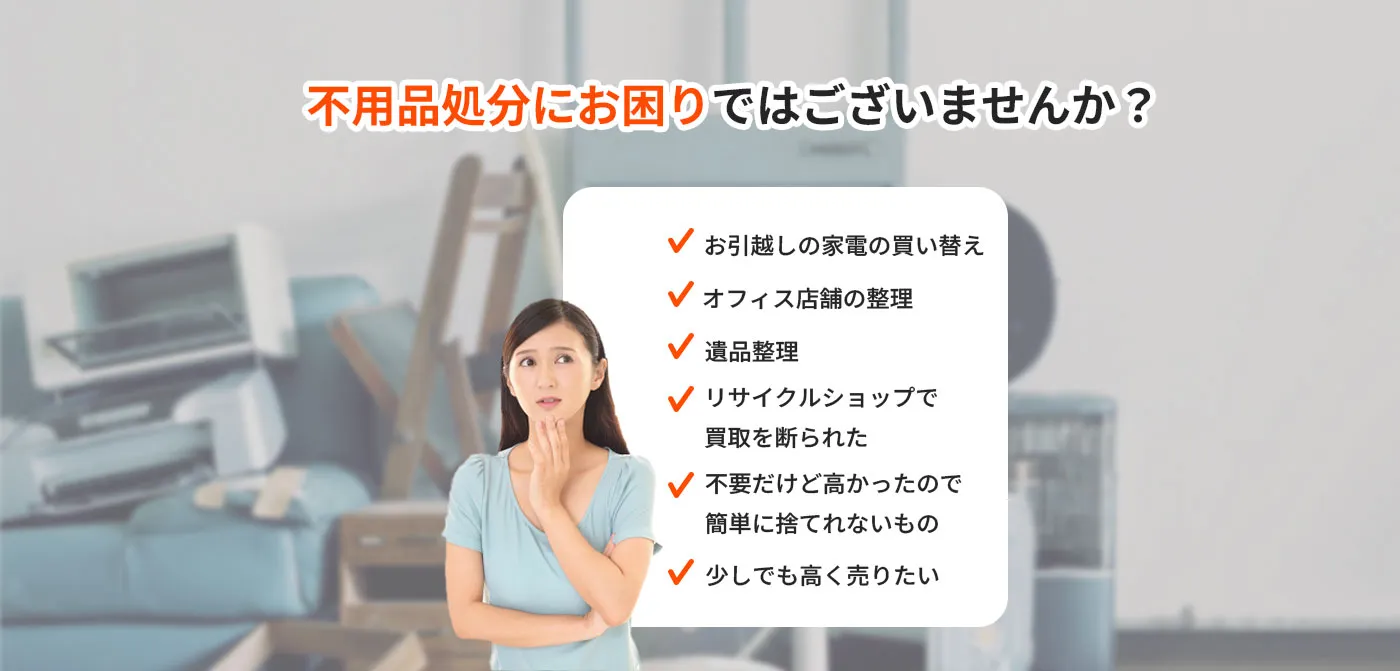 不用品処分にお困りではございませんか？
お引越しの家電の買い替え
オフィス店舗の整理
遺品整理
リサイクルショップで
買取を断られた
不要だけど高かったので
簡単に捨てれないもの
少しでも高く売りたい